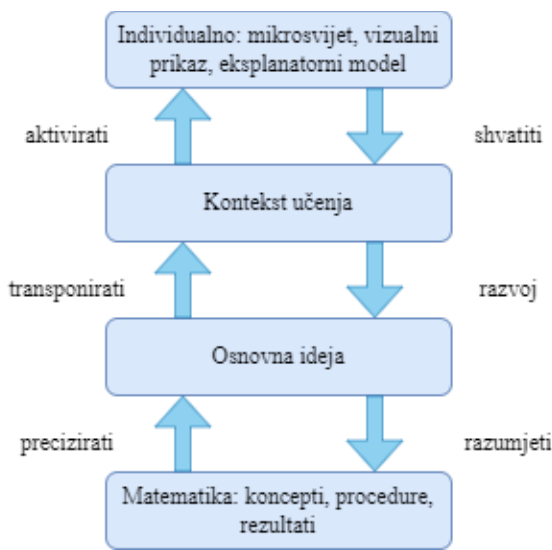 Individualno: mikrosvijet, vizualni
prikaz, eksplanatorni model
aktivirati
shvatiti
Kontekst učenja
transponirati
razvoj
Osnovna ideja
precizirati
razumjeti
Matematika: koncepti, procedure,
rezultati